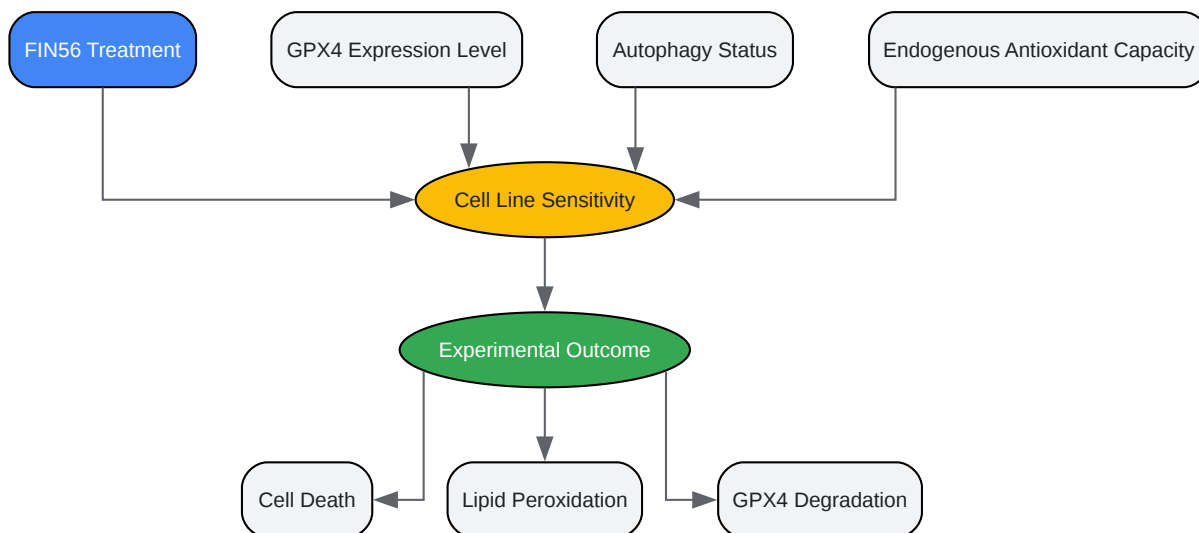 FIN56 Treatment
GPX4 Expression Level
Autophagy Status
Endogenous Antioxidant Capacity
Cell Line Sensitivity
Experimental Outcome
Cell Death
Lipid Peroxidation
GPX4 Degradation